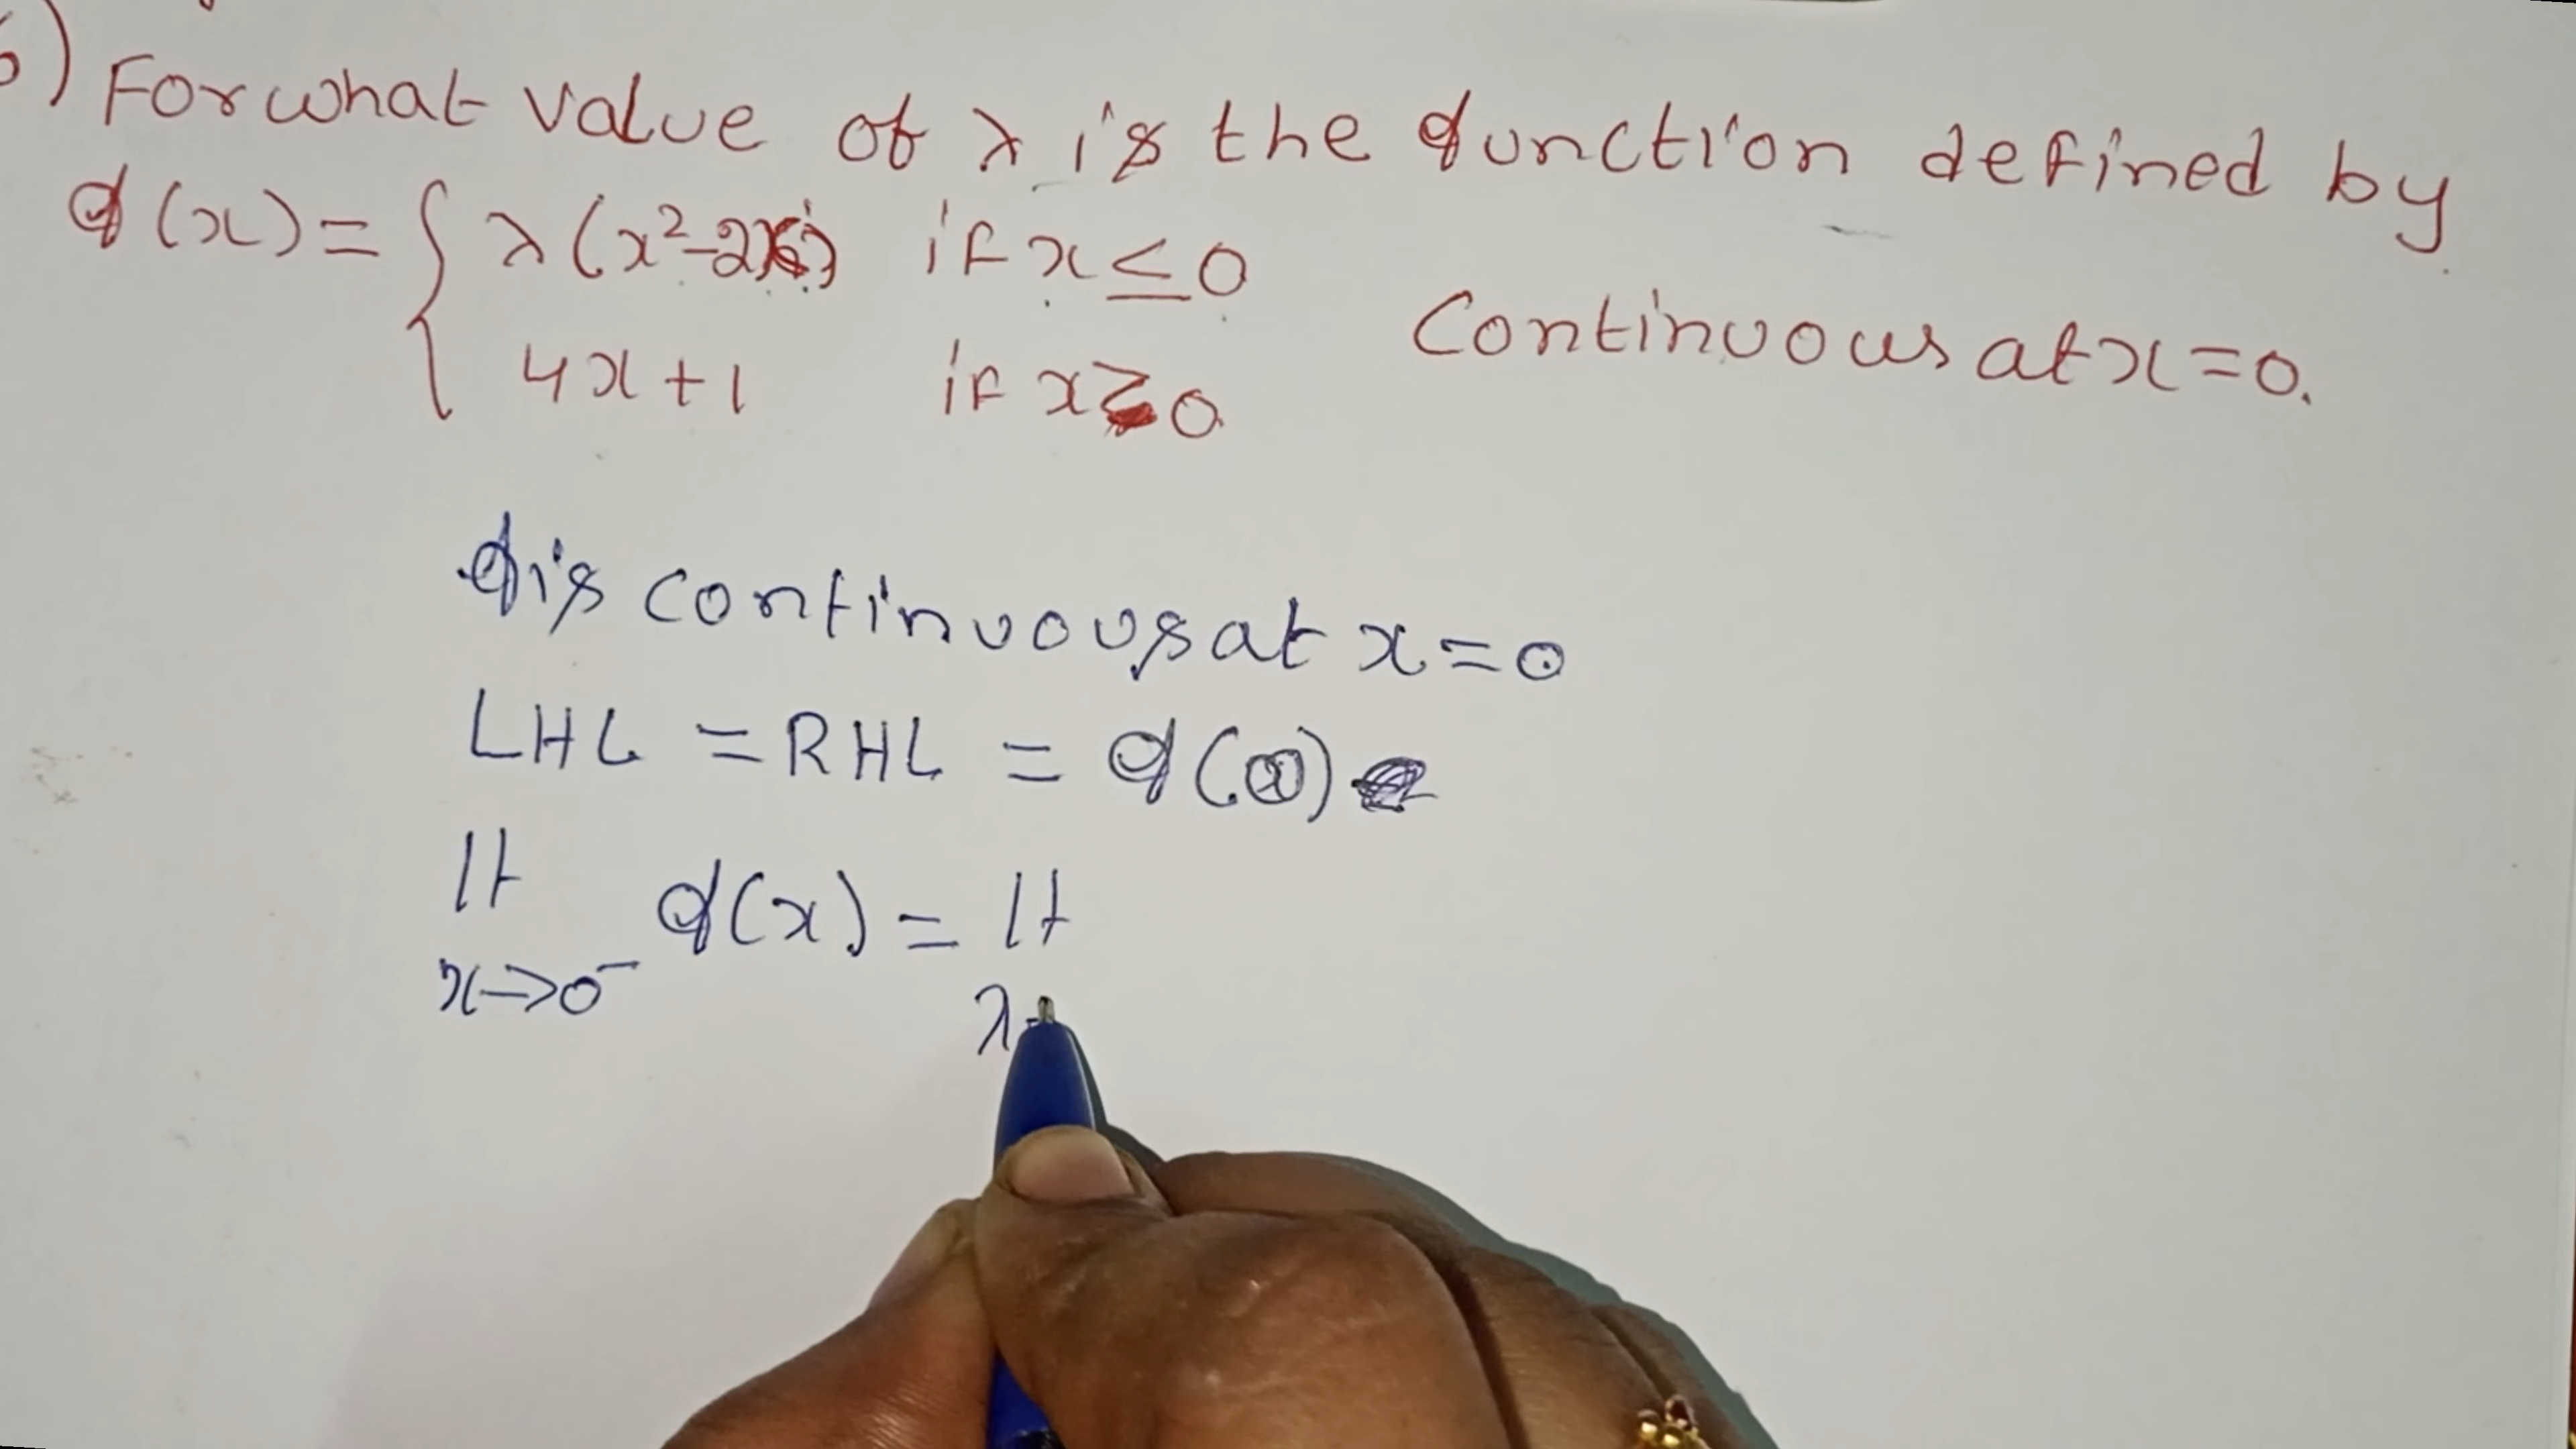 6) For what value of λ is the function defined by
f(x) = { λ(x²-2x) if x ≤ 0
4x+1 if x > 0
Continuous at x = 0.
f is continuous at x = 0
LHL = RHL = f(0)
lt f(x) = lt
x→0⁻ x